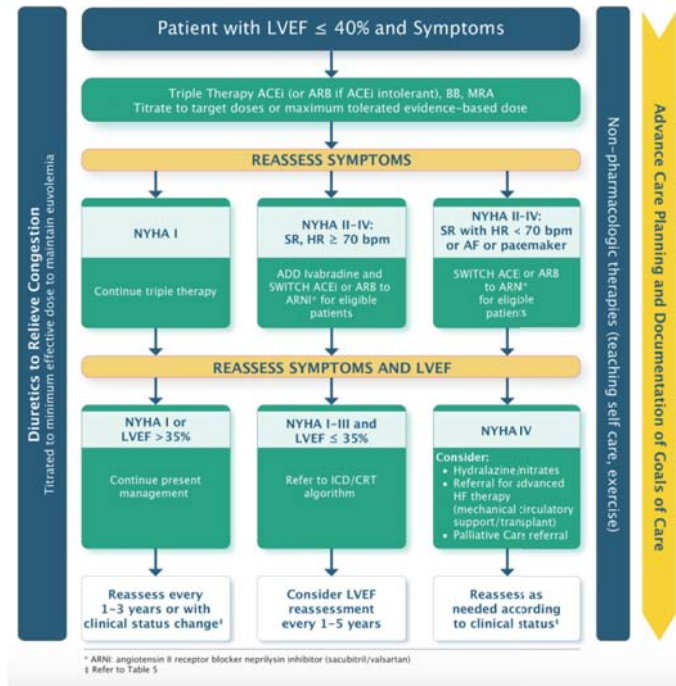 Patient with LVEF ≤ 40% and Symptoms
Triple Therapy ACEi (or ARB if ACEi intolerant), BB, MRA
Titrate to target doses or maximum tolerated evidence-based dose
REASSESS SYMPTOMS
NYHA I
Continue triple therapy
NYHA II-IV:
SR, HR ≥ 70 bpm
ADD Ivabradine and
SWITCH ACEi or ARB to
ARNI* for eligible
patients
NYHA II-IV:
SR with HR < 70 bpm
or AF or pacemaker
SWITCH ACEi or ARB
to ARNI*
for eligible
patients
REASSESS SYMPTOMS AND LVEF
NYHA I or
LVEF >35%
Continue present
management
NYHA I-III and
LVEF ≤ 35%
Refer to ICD/CRT
algorithm
NYHA IV
Consider:
• Hydralazine/nitrates
• Referral for advanced
HF therapy
(mechanical circulatory
support/transplant)
• Palliative Care referral
Reassess every
1-3 years or with
clinical status change‡
Consider LVEF
reassessment
every 1-5 years
Reassess as
needed according
to clinical status‡
Diuretics to Relieve Congestion
Titrated to minimum effective dose to maintain euvolemia
Non-pharmacologic therapies (teaching self care, exercise)
Advance Care Planning and Documentation of Goals of Care
* ARNI: angiotensin II receptor blocker neprilysin inhibitor (sacubitril/valsartan)
‡ Refer to Table 5